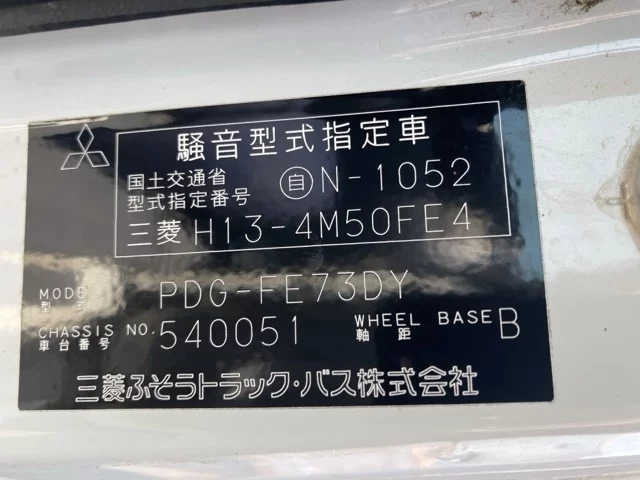 騒音型式指定車
国土交通省
型式指定番号 自N-1052
三菱 H13-4M50FE4
MODEL
型式 PDG-FE73DY
CHASSIS NO. 540051 WHEEL BASE B
車台番号 軸距
三菱ふそうトラック・バス株式会社